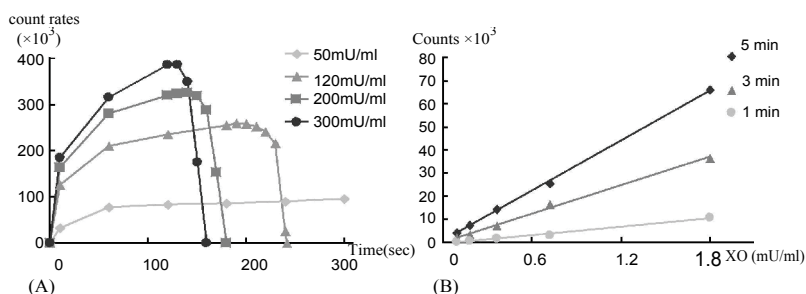 count rates
(×10³)
400
300
200
100
0
0
100
200
300
Time(sec)
50mU/ml
120mU/ml
200mU/ml
300mU/ml
(A)
Counts ×10³
80
70
60
50
40
30
20
10
0
0
0.6
1.2
1.8
XO (mU/ml)
5 min
3 min
1 min
(B)